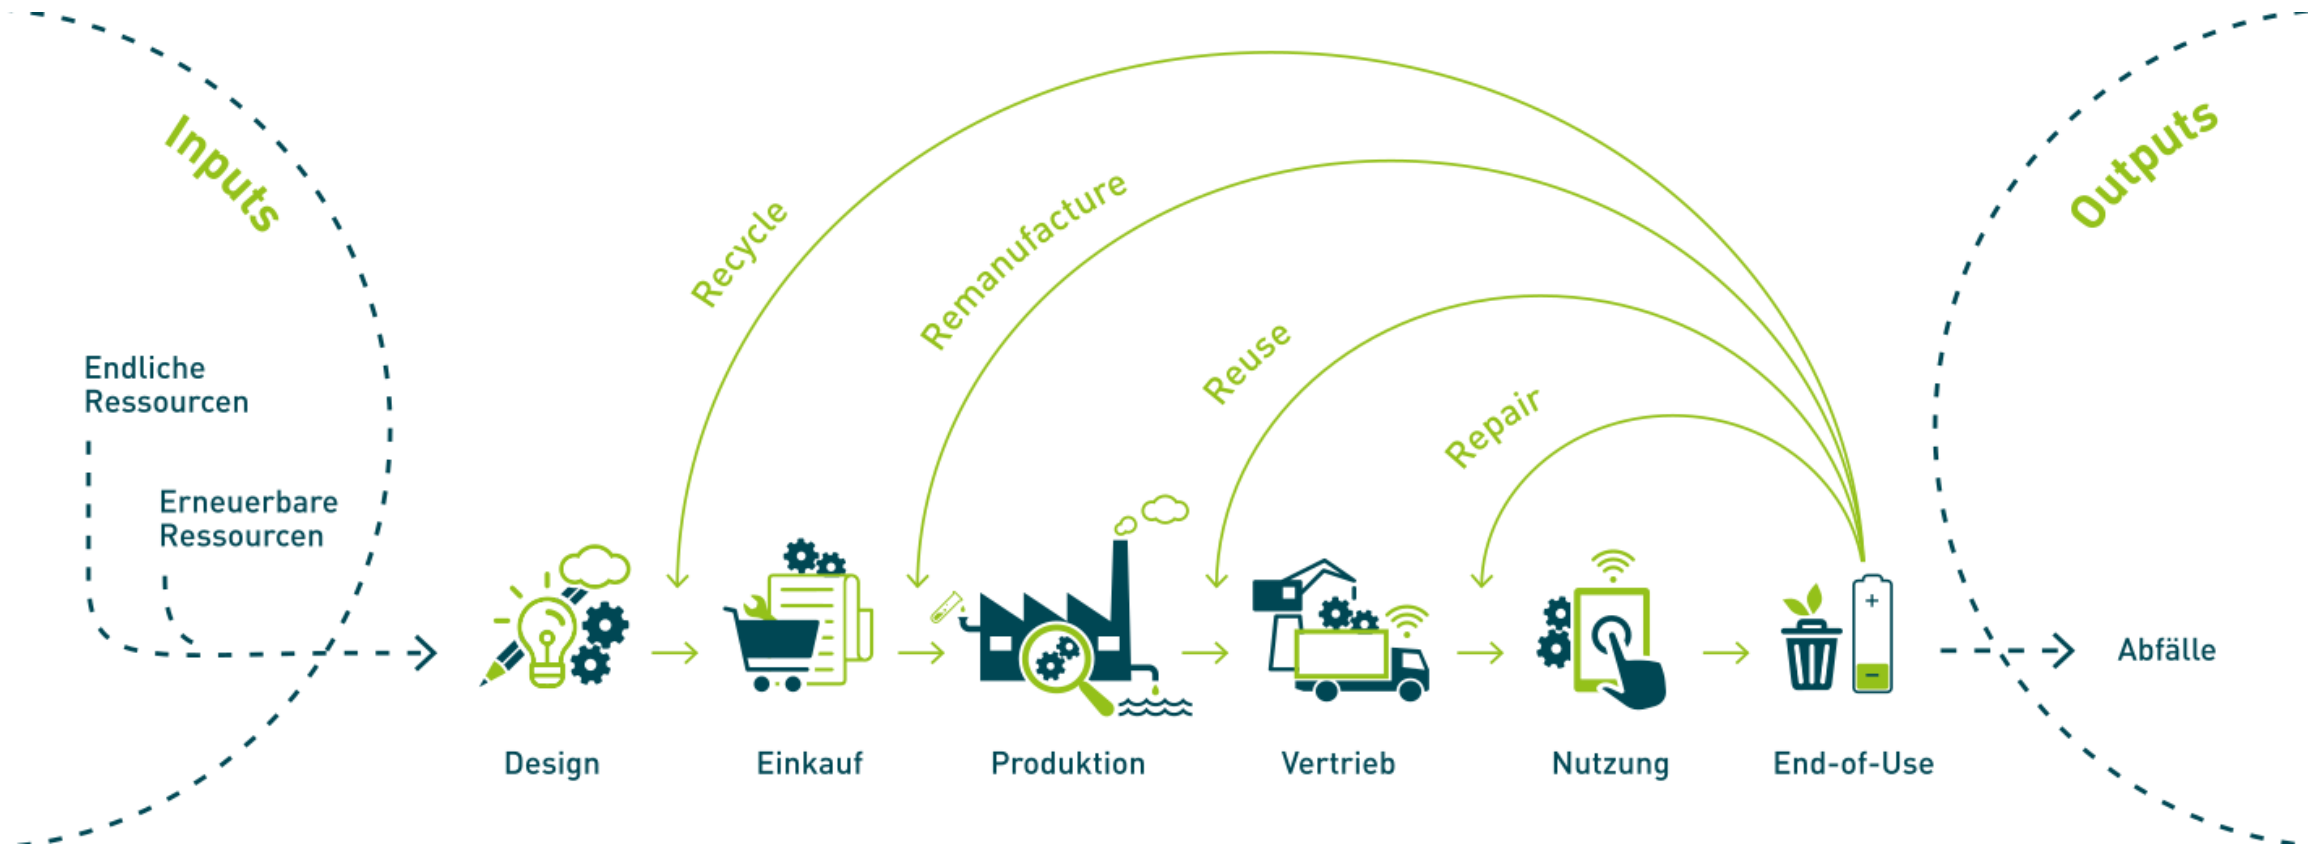 Inputs
Outputs
Recycle
Remanufacture
Reuse
Repair
Endliche
Ressourcen
Erneuerbare
Ressourcen
Abfälle
Design
Einkauf
Produktion
Vertrieb
Nutzung
End-of-Use
+
−